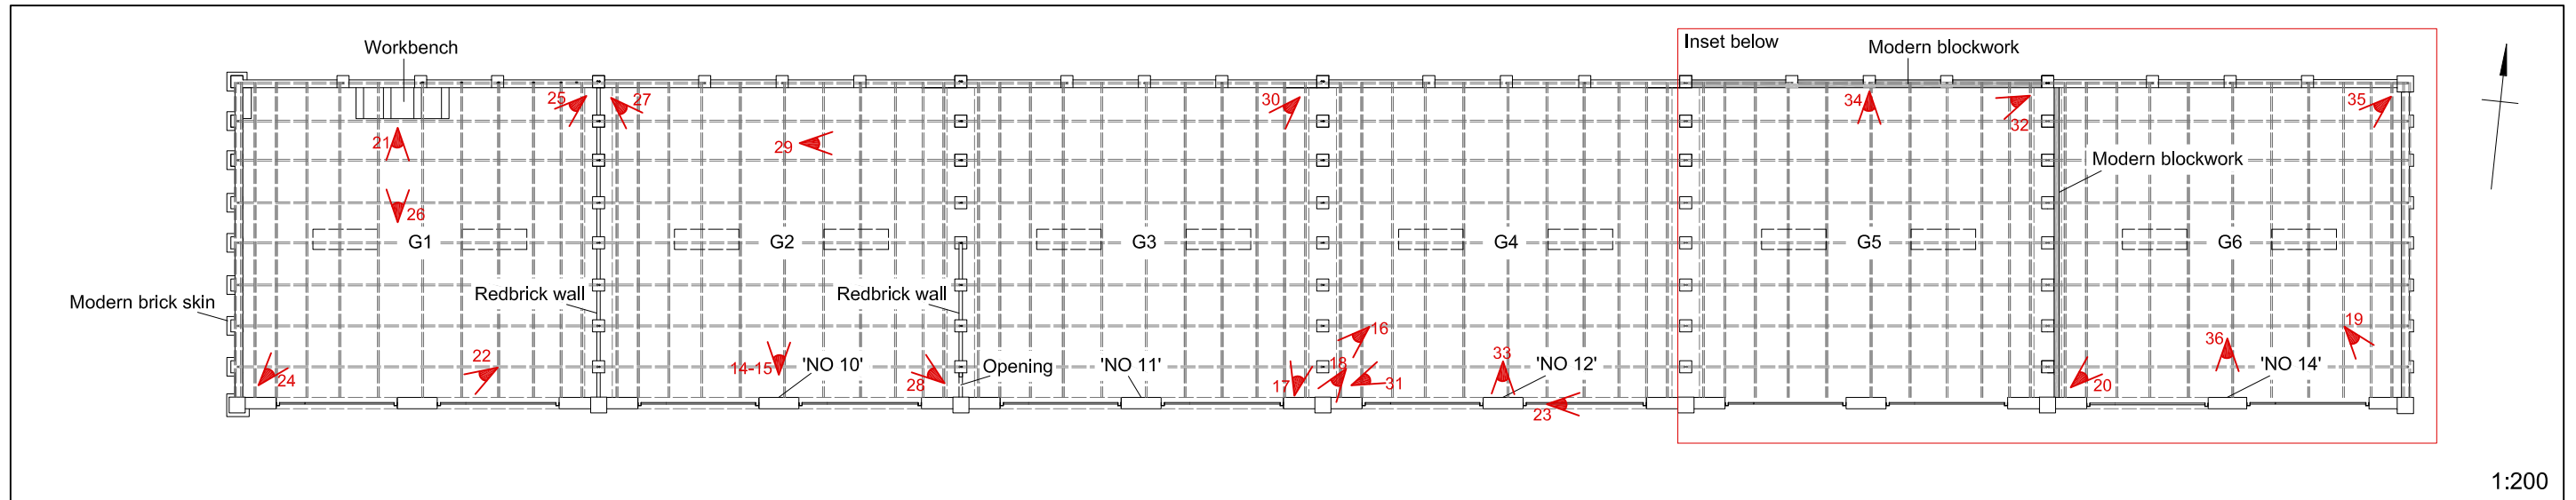 Inset below
Workbench
Modern blockwork
25
27
30
34
32
35
21
29
Modern blockwork
26
G1
G2
G3
G4
G5
G6
Modern brick skin
Redbrick wall
Redbrick wall
16
19
22
24
14-15
'NO 10'
28
Opening
'NO 11'
17
18
31
33
'NO 12'
23
36
'NO 14'
20
1:200